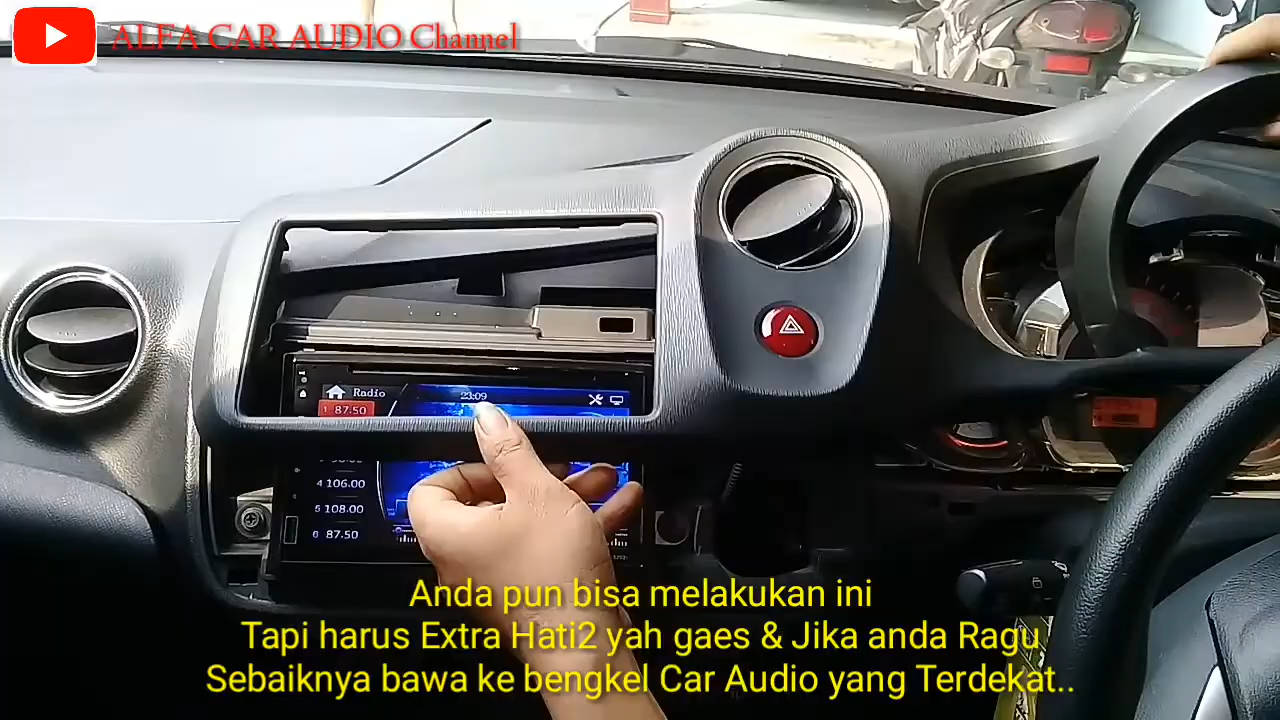 ALFA CAR AUDIO Channel
Radio
23:09
1 87.50
4 106.00
5 108.00
6 87.50
Anda pun bisa melakukan ini
Tapi harus Extra Hati2 yah gaes & Jika anda Ragu
Sebaiknya bawa ke bengkel Car Audio yang Terdekat..